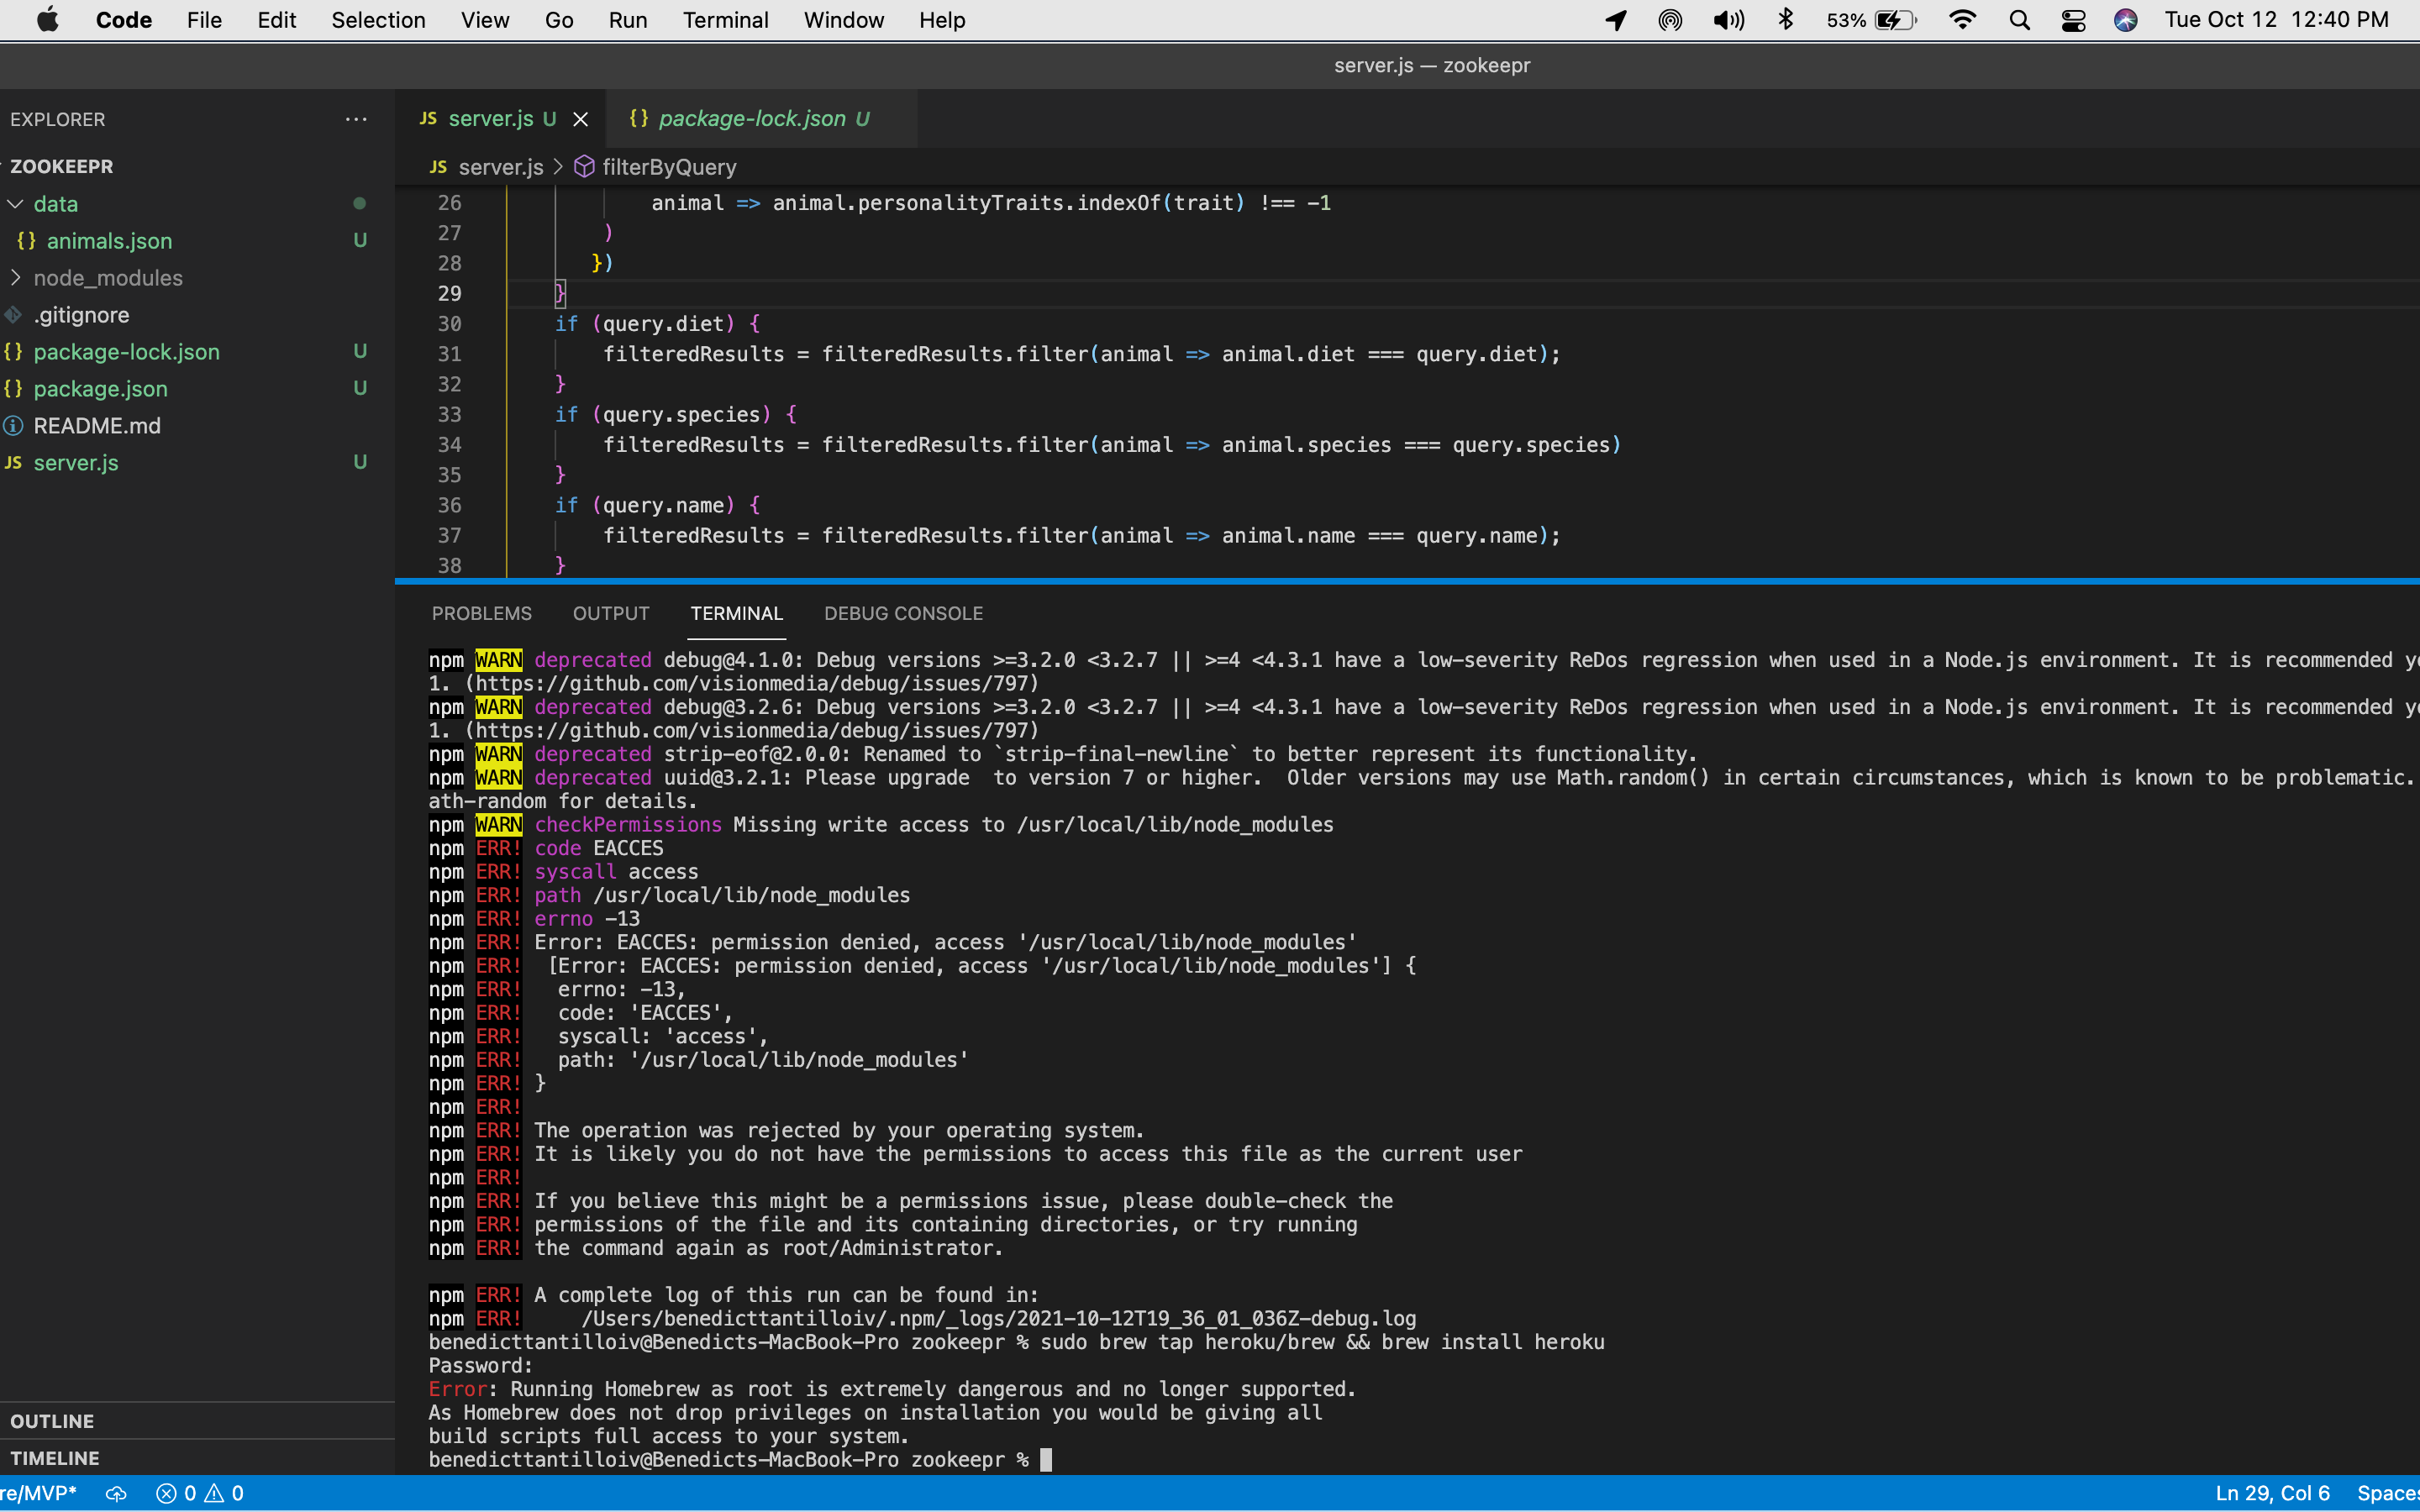 Code File Edit Selection View Go Run Terminal Window Help 53% Tue Oct 12 12:40 PM
server.js — zookeepr
EXPLORER ···
ZOOKEEPR
data
{} animals.json U
node_modules
.gitignore
{} package-lock.json U
{} package.json U
README.md
JS server.js U
OUTLINE
TIMELINE
JS server.js U {} package-lock.json U
JS server.js > filterByQuery
26 animal => animal.personalityTraits.indexOf(trait) !== -1
27 )
28 })
29 }
30 if (query.diet) {
31 filteredResults = filteredResults.filter(animal => animal.diet === query.diet);
32 }
33 if (query.species) {
34 filteredResults = filteredResults.filter(animal => animal.species === query.species)
35 }
36 if (query.name) {
37 filteredResults = filteredResults.filter(animal => animal.name === query.name);
38 }
PROBLEMS OUTPUT TERMINAL DEBUG CONSOLE
npm WARN deprecated debug@4.1.0: Debug versions >=3.2.0 <3.2.7 || >=4 <4.3.1 have a low-severity ReDos regression when used in a Node.js environment. It is recommended
1. (https://github.com/visionmedia/debug/issues/797)
npm WARN deprecated debug@3.2.6: Debug versions >=3.2.0 <3.2.7 || >=4 <4.3.1 have a low-severity ReDos regression when used in a Node.js environment. It is recommended
1. (https://github.com/visionmedia/debug/issues/797)
npm WARN deprecated strip-eof@2.0.0: Renamed to `strip-final-newline` to better represent its functionality.
npm WARN deprecated uuid@3.2.1: Please upgrade  to version 7 or higher.  Older versions may use Math.random() in certain circumstances, which is known to be problematic.
ath-random for details.
npm WARN checkPermissions Missing write access to /usr/local/lib/node_modules
npm ERR! code EACCES
npm ERR! syscall access
npm ERR! path /usr/local/lib/node_modules
npm ERR! errno -13
npm ERR! Error: EACCES: permission denied, access '/usr/local/lib/node_modules'
npm ERR!  [Error: EACCES: permission denied, access '/usr/local/lib/node_modules'] {
npm ERR!   errno: -13,
npm ERR!   code: 'EACCES',
npm ERR!   syscall: 'access',
npm ERR!   path: '/usr/local/lib/node_modules'
npm ERR! }
npm ERR!
npm ERR! The operation was rejected by your operating system.
npm ERR! It is likely you do not have the permissions to access this file as the current user
npm ERR!
npm ERR! If you believe this might be a permissions issue, please double-check the
npm ERR! permissions of the file and its containing directories, or try running
npm ERR! the command again as root/Administrator.
npm ERR! A complete log of this run can be found in:
npm ERR!     /Users/benedicttantilloiv/.npm/_logs/2021-10-12T19_36_01_036Z-debug.log
benedicttantilloiv@Benedicts-MacBook-Pro zookeepr % sudo brew tap heroku/brew && brew install heroku
Password:
Error: Running Homebrew as root is extremely dangerous and no longer supported.
As Homebrew does not drop privileges on installation you would be giving all
build scripts full access to your system.
benedicttantilloiv@Benedicts-MacBook-Pro zookeepr %
re/MVP* 0 0 Ln 29, Col 6 Spaces